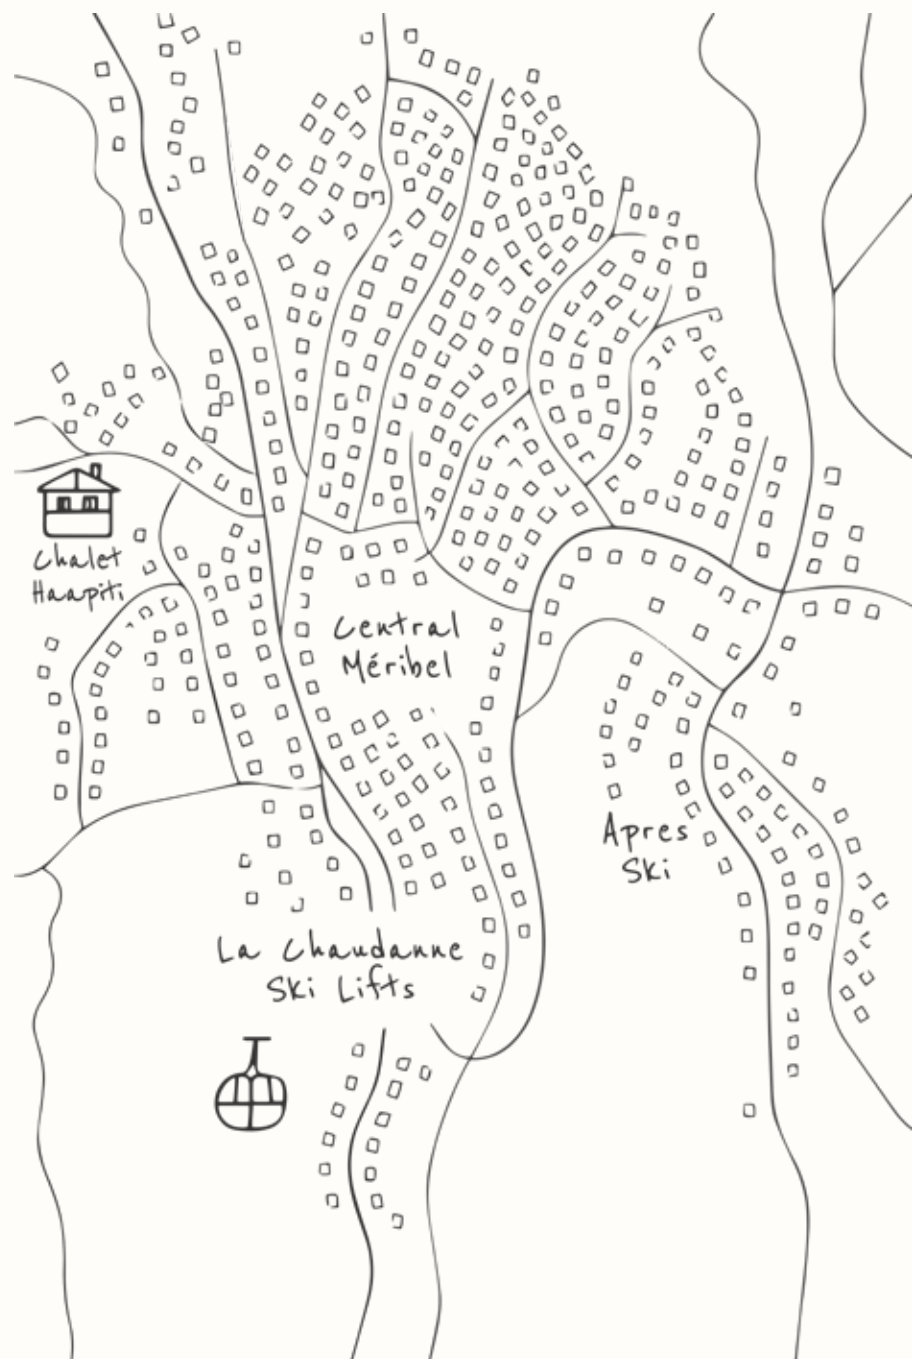 Chalet
Haapiti
Central
Méribel
Apres
Ski
La Chaudanne
Ski Lifts